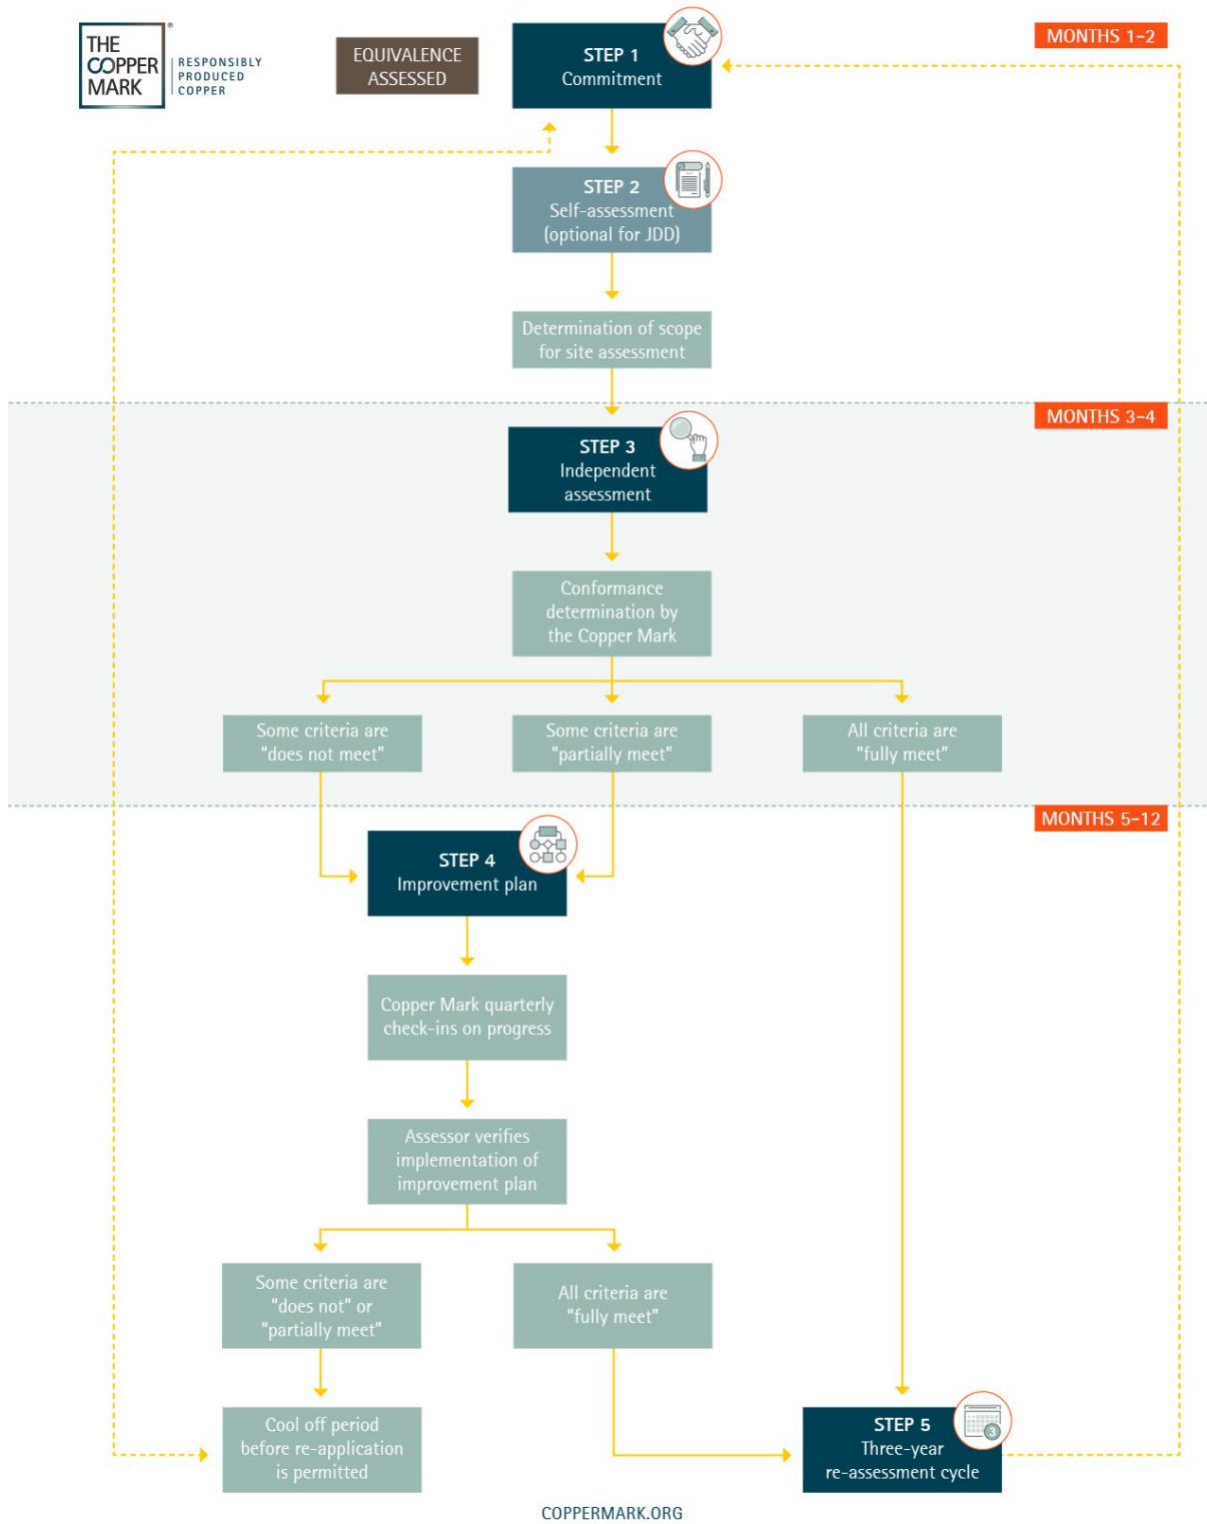 THE
COPPER
MARK
®
RESPONSIBLY
PRODUCED
COPPER
EQUIVALENCE
ASSESSED
STEP 1
Commitment
MONTHS 1-2
STEP 2
Self-assessment
(optional for JDD)
Determination of scope
for site assessment
MONTHS 3-4
STEP 3
Independent
assessment
Conformance
determination by
the Copper Mark
Some criteria are
"does not meet"
Some criteria are
"partially meet"
All criteria are
"fully meet"
MONTHS 5-12
STEP 4
Improvement plan
Copper Mark quarterly
check-ins on progress
Assessor verifies
implementation of
improvement plan
Some criteria are
"does not" or
"partially meet"
All criteria are
"fully meet"
Cool off period
before re-application
is permitted
STEP 5
Three-year
re-assessment cycle
3
COPPERMARK.ORG